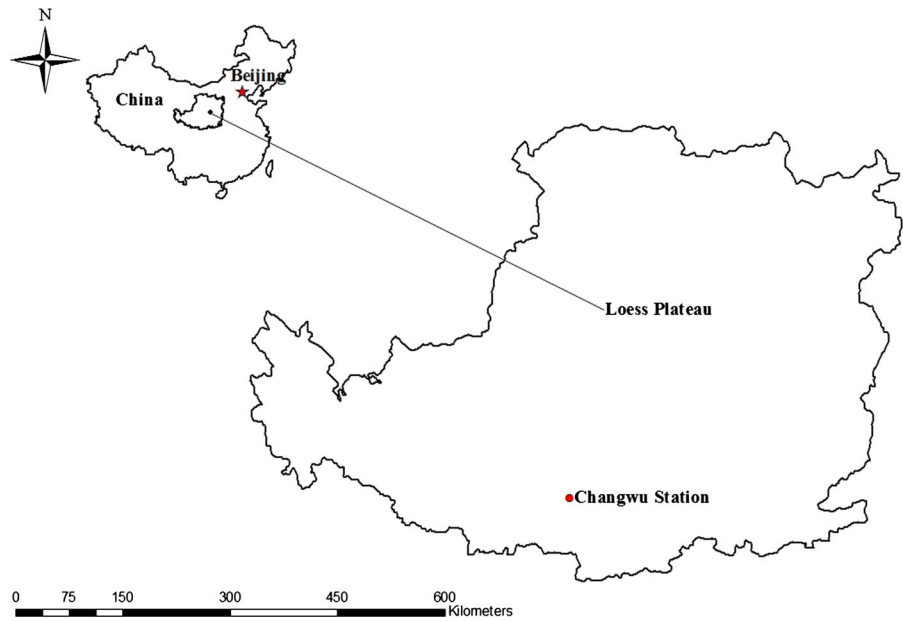 N
Beijing
China
Loess Plateau
Changwu Station
0 75 150 300 450 600
Kilometers